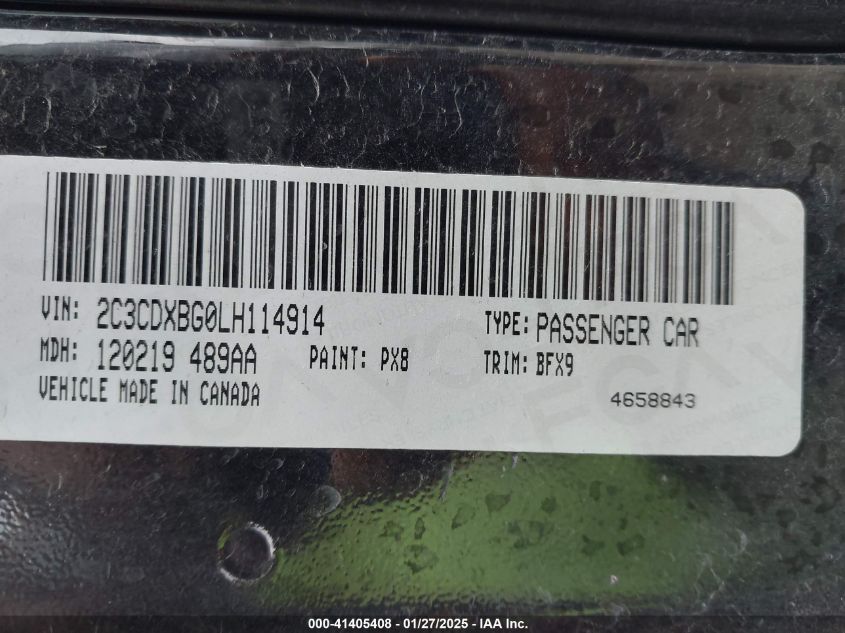 VIN: 2C3CDXBG0LH114914 TYPE: PASSENGER CAR
MDH: 120219 489AA PAINT: PX8 TRIM: BFX9
VEHICLE MADE IN CANADA 4658843
000-41405408 - 01/27/2025 - IAA Inc.